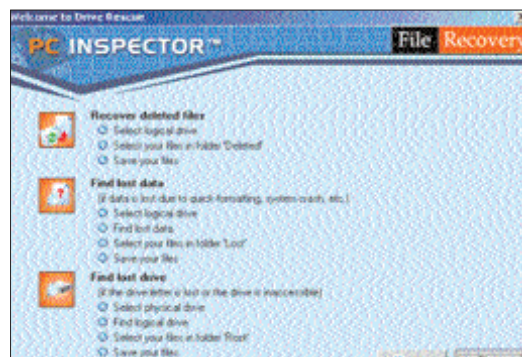 Welcome to Drive Rescue
PC INSPECTOR™
File Recovery
Recover deleted files
Select logical drive
Select your files in folder 'Deleted'
Save your files
Find lost data
(if data is lost due to quick-formatting, system crash, etc.)
Select logical drive
Find lost data
Select your files in folder 'Lost'
Save your files
Find lost drive
(if the drive letter is lost or the drive is inaccessible)
Select physical drive
Find logical drive
Select your files in folder 'Root'
Save your files